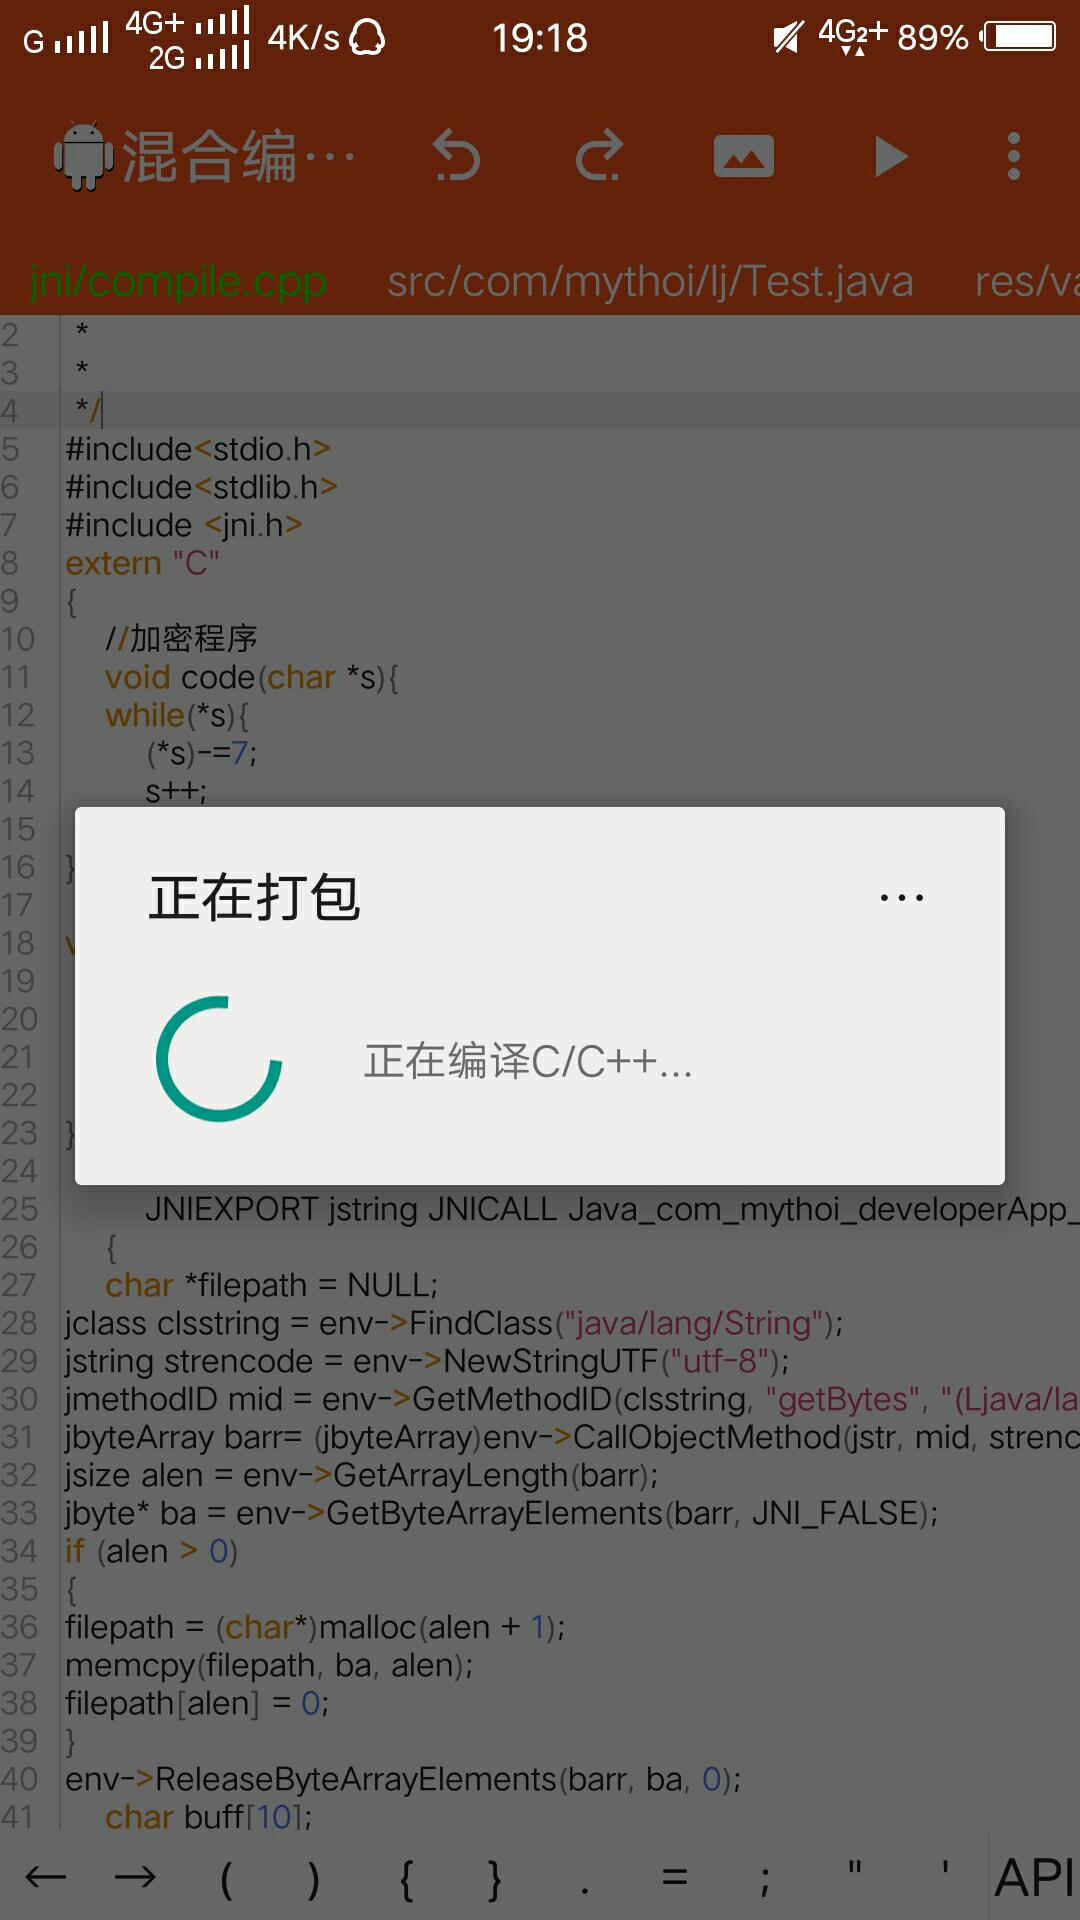 G 4G+ 2G 4K/s 19:18 4G2+ 89%
混合编…
jni/compile.cpp src/com/mythoi/lj/Test.java res/va
2 *
3 *
4 */
5 #include<stdio.h>
6 #include<stdlib.h>
7 #include <jni.h>
8 extern "C"
9 {
10 //加密程序
11 void code(char *s){
12 while(*s){
13 (*s)-=7;
14 s++;
15
16 }
17
18 v
19
20
21
22
23 }
24
正在打包 …
正在编译C/C++...
25 JNIEXPORT jstring JNICALL Java_com_mythoi_developerApp_
26 {
27 char *filepath = NULL;
28 jclass clsstring = env->FindClass("java/lang/String");
29 jstring strencode = env->NewStringUTF("utf-8");
30 jmethodID mid = env->GetMethodID(clsstring, "getBytes", "(Ljava/la
31 jbyteArray barr= (jbyteArray)env->CallObjectMethod(jstr, mid, strenc
32 jsize alen = env->GetArrayLength(barr);
33 jbyte* ba = env->GetByteArrayElements(barr, JNI_FALSE);
34 if (alen > 0)
35 {
36 filepath = (char*)malloc(alen + 1);
37 memcpy(filepath, ba, alen);
38 filepath[alen] = 0;
39 }
40 env->ReleaseByteArrayElements(barr, ba, 0);
41 char buff[10];
← → ( ) { } . = ; " ' API